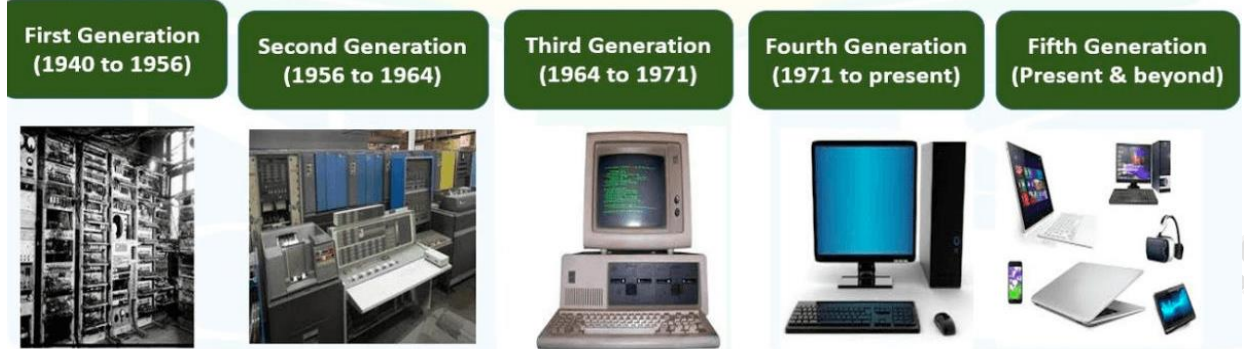 First Generation
(1940 to 1956)
Second Generation
(1956 to 1964)
Third Generation
(1964 to 1971)
Fourth Generation
(1971 to present)
Fifth Generation
(Present & beyond)